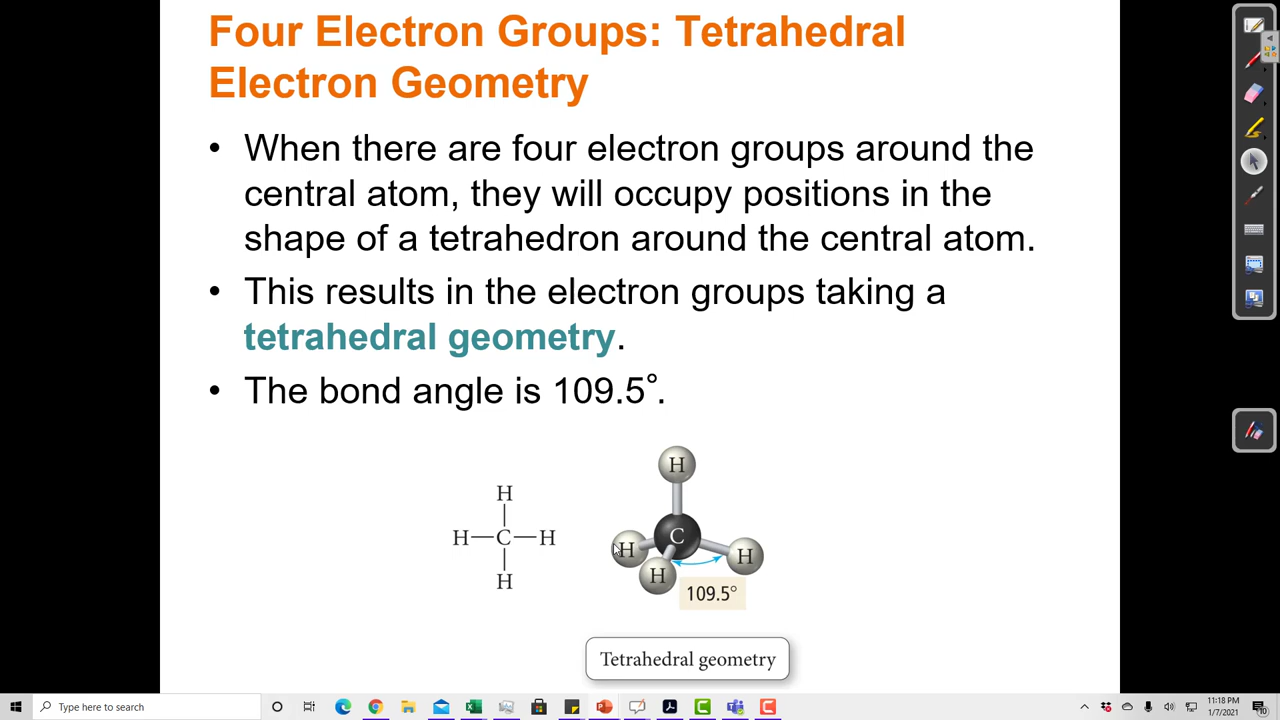 Four Electron Groups: Tetrahedral
Electron Geometry
• When there are four electron groups around the
central atom, they will occupy positions in the
shape of a tetrahedron around the central atom.
• This results in the electron groups taking a
tetrahedral geometry.
• The bond angle is 109.5°.
H
H—C—H
H
H
C
H
H
H
109.5°
Tetrahedral geometry
Type here to search
11:18 PM
1/7/2021
10